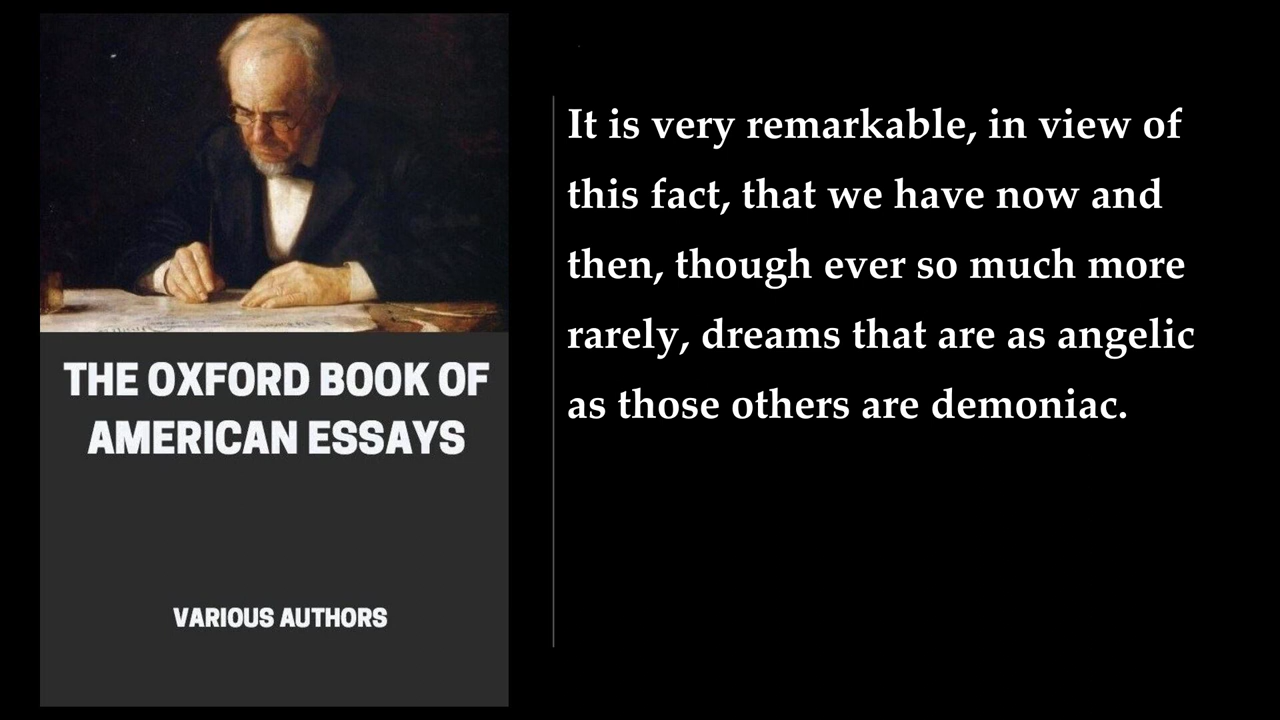 THE OXFORD BOOK OF
AMERICAN ESSAYS
VARIOUS AUTHORS
It is very remarkable, in view of
this fact, that we have now and
then, though ever so much more
rarely, dreams that are as angelic
as those others are demoniac.